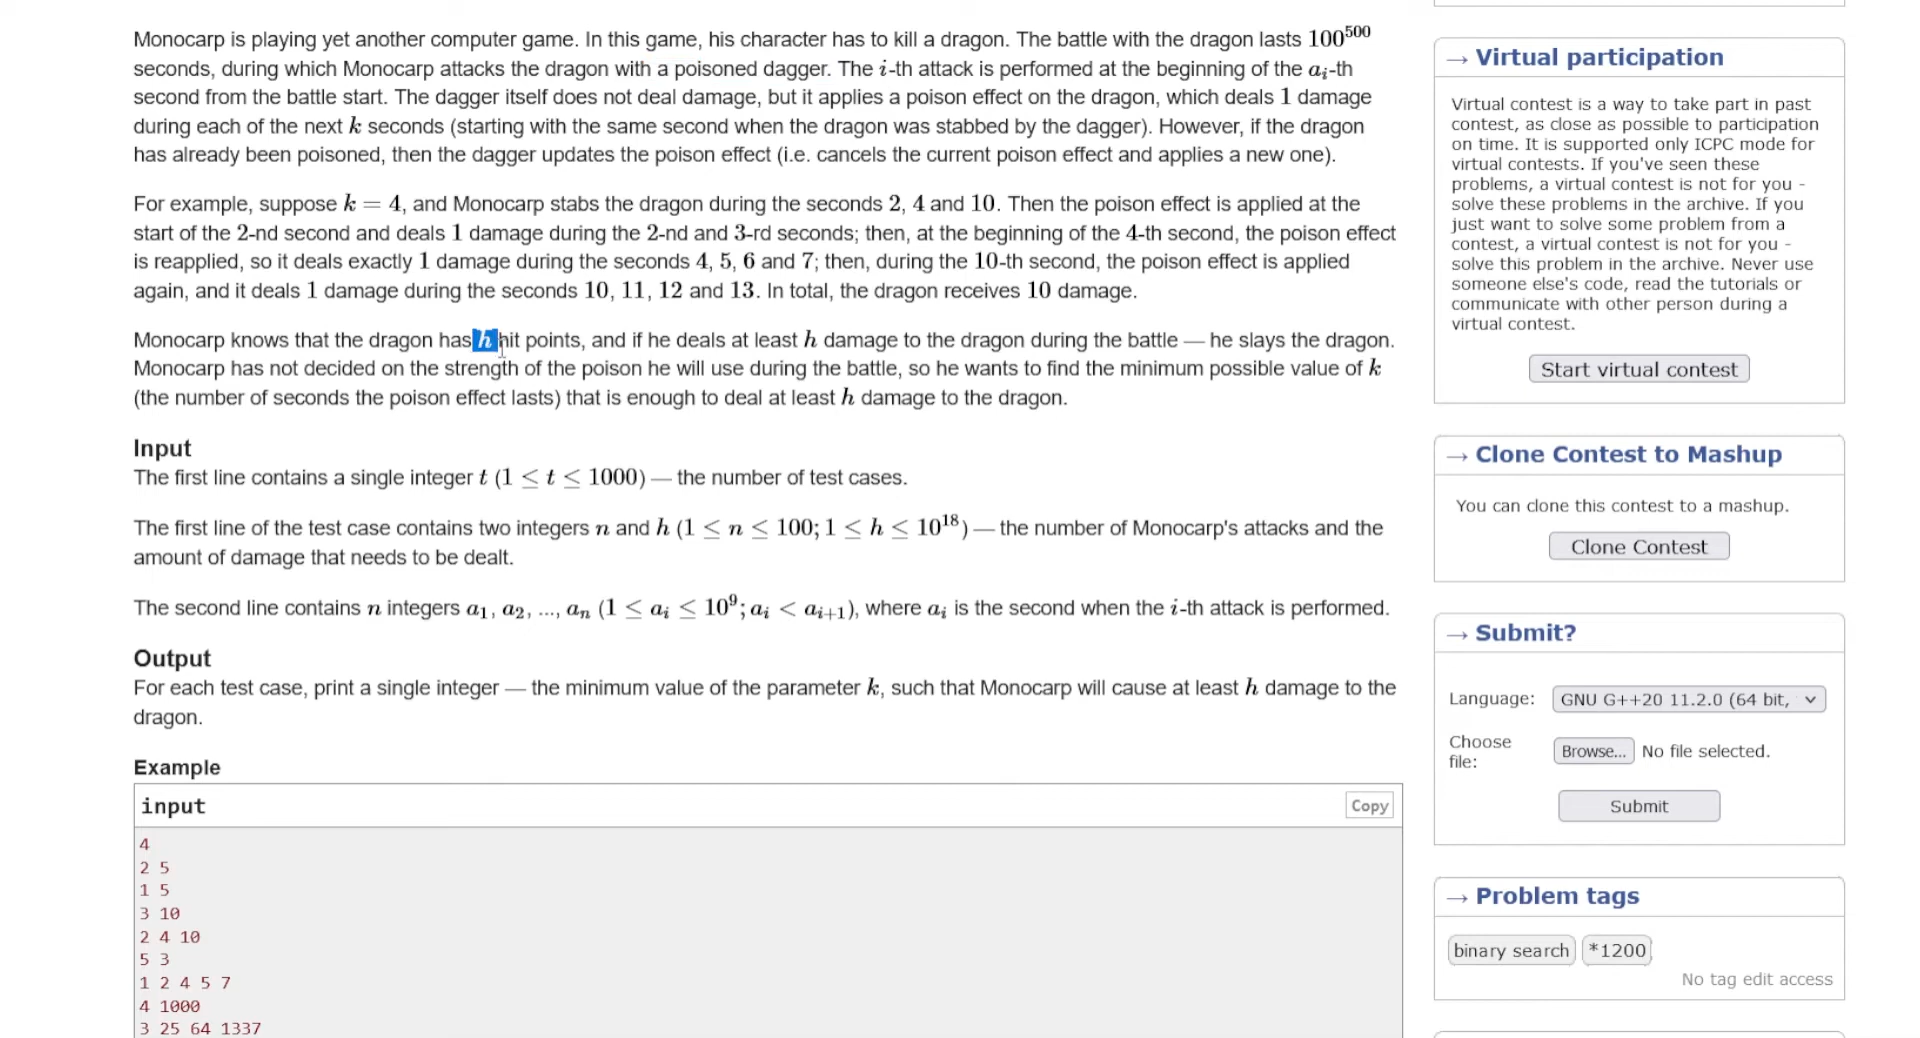 Monocarp is playing yet another computer game. In this game, his character has to kill a dragon. The battle with the dragon lasts 100^500
seconds, during which Monocarp attacks the dragon with a poisoned dagger. The i-th attack is performed at the beginning of the a_i-th
second from the battle start. The dagger itself does not deal damage, but it applies a poison effect on the dragon, which deals 1 damage
during each of the next k seconds (starting with the same second when the dragon was stabbed by the dagger). However, if the dragon
has already been poisoned, then the dagger updates the poison effect (i.e. cancels the current poison effect and applies a new one).
For example, suppose k = 4, and Monocarp stabs the dragon during the seconds 2, 4 and 10. Then the poison effect is applied at the
start of the 2-nd second and deals 1 damage during the 2-nd and 3-rd seconds; then, at the beginning of the 4-th second, the poison effect
is reapplied, so it deals exactly 1 damage during the seconds 4, 5, 6 and 7; then, during the 10-th second, the poison effect is applied
again, and it deals 1 damage during the seconds 10, 11, 12 and 13. In total, the dragon receives 10 damage.
Monocarp knows that the dragon has h hit points, and if he deals at least h damage to the dragon during the battle — he slays the dragon.
Monocarp has not decided on the strength of the poison he will use during the battle, so he wants to find the minimum possible value of k
(the number of seconds the poison effect lasts) that is enough to deal at least h damage to the dragon.
Input
The first line contains a single integer t (1 ≤ t ≤ 1000) — the number of test cases.
The first line of the test case contains two integers n and h (1 ≤ n ≤ 100; 1 ≤ h ≤ 10^18) — the number of Monocarp's attacks and the
amount of damage that needs to be dealt.
The second line contains n integers a_1, a_2, ..., a_n (1 ≤ a_i ≤ 10^9; a_i < a_{i+1}), where a_i is the second when the i-th attack is performed.
Output
For each test case, print a single integer — the minimum value of the parameter k, such that Monocarp will cause at least h damage to the
dragon.
Example
input
Copy
4
2 5
1 5
3 10
2 4 10
5 3
1 2 4 5 7
4 1000
3 25 64 1337
→ Virtual participation
Virtual contest is a way to take part in past
contest, as close as possible to participation
on time. It is supported only ICPC mode for
virtual contests. If you've seen these
problems, a virtual contest is not for you -
solve these problems in the archive. If you
just want to solve some problem from a
contest, a virtual contest is not for you -
solve this problem in the archive. Never use
someone else's code, read the tutorials or
communicate with other person during a
virtual contest.
Start virtual contest
→ Clone Contest to Mashup
You can clone this contest to a mashup.
Clone Contest
→ Submit?
Language: GNU G++20 11.2.0 (64 bit,
Choose
file:
Browse... No file selected.
Submit
→ Problem tags
binary search *1200
No tag edit access